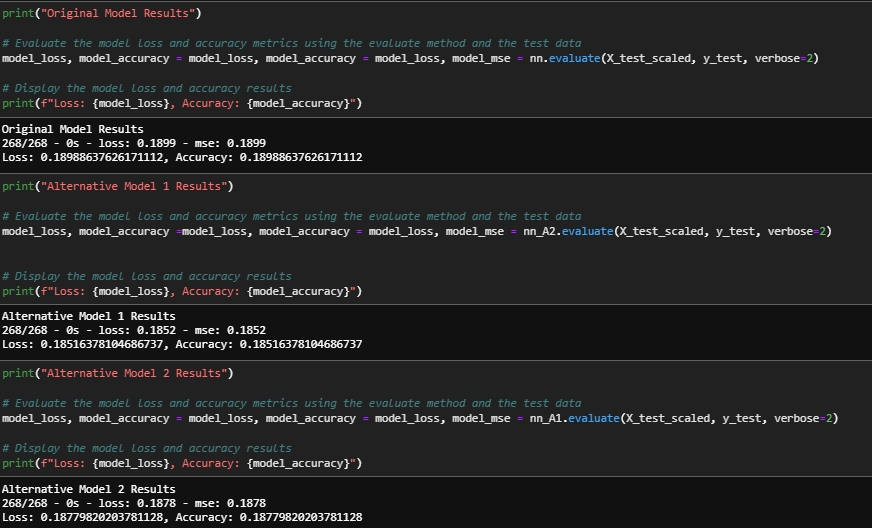 print("Original Model Results")
# Evaluate the model loss and accuracy metrics using the evaluate method and the test data
model_loss, model_accuracy = model_loss, model_accuracy = model_loss, model_mse = nn.evaluate(X_test_scaled, y_test, verbose=2)
# Display the model loss and accuracy results
print(f"Loss: {model_loss}, Accuracy: {model_accuracy}")
Original Model Results
268/268 - 0s - loss: 0.1899 - mse: 0.1899
Loss: 0.18988637626171112, Accuracy: 0.18988637626171112
print("Alternative Model 1 Results")
# Evaluate the model loss and accuracy metrics using the evaluate method and the test data
model_loss, model_accuracy =model_loss, model_accuracy = model_loss, model_mse = nn_A2.evaluate(X_test_scaled, y_test, verbose=2)
# Display the model loss and accuracy results
print(f"Loss: {model_loss}, Accuracy: {model_accuracy}")
Alternative Model 1 Results
268/268 - 0s - loss: 0.1852 - mse: 0.1852
Loss: 0.18516378104686737, Accuracy: 0.18516378104686737
print("Alternative Model 2 Results")
# Evaluate the model loss and accuracy metrics using the evaluate method and the test data
model_loss, model_accuracy = model_loss, model_accuracy = model_loss, model_mse = nn_A1.evaluate(X_test_scaled, y_test, verbose=2)
# Display the model loss and accuracy results
print(f"Loss: {model_loss}, Accuracy: {model_accuracy}")
Alternative Model 2 Results
268/268 - 0s - loss: 0.1878 - mse: 0.1878
Loss: 0.18779820203781128, Accuracy: 0.18779820203781128